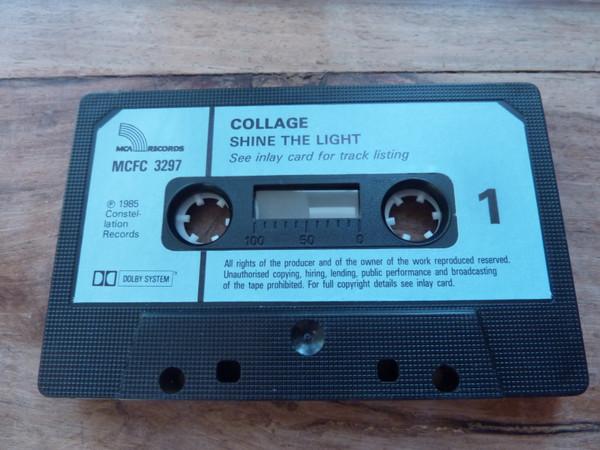 COLLAGE
SHINE THE LIGHT
See inlay card for track listing
MCA RECORDS
MCFC 3297
℗ 1985
Constel-
lation
Records
DOLBY SYSTEM
1
100 50 0
All rights of the producer and of the owner of the work reproduced reserved.
Unauthorised copying, hiring, lending, public performance and broadcasting
of the tape prohibited. For full copyright details see inlay card.